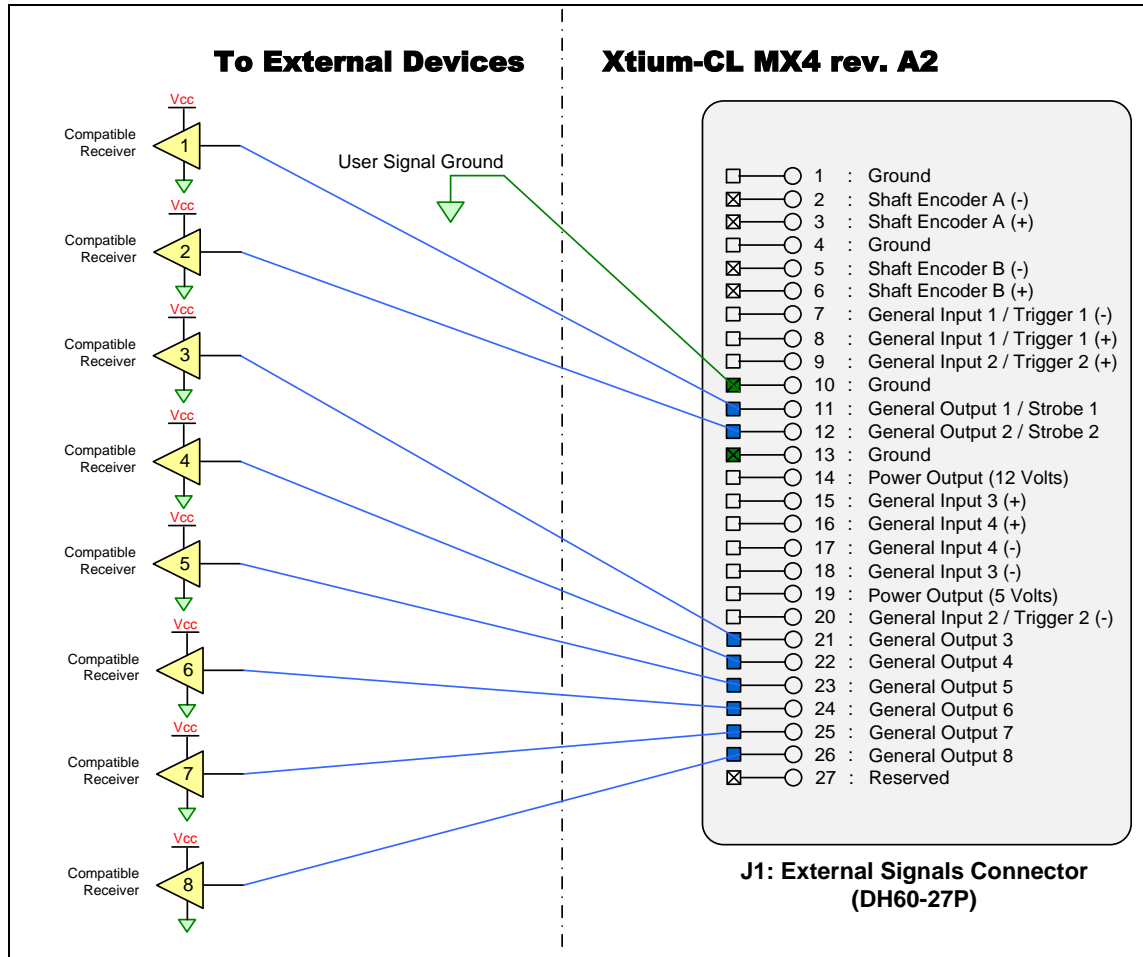 To External Devices
Xtium-CL MX4 rev. A2
Vcc
Compatible
Receiver
1
User Signal Ground
Vcc
Compatible
Receiver
2
Vcc
Compatible
Receiver
3
Vcc
Compatible
Receiver
4
Vcc
Compatible
Receiver
5
Vcc
Compatible
Receiver
6
Vcc
Compatible
Receiver
7
Vcc
Compatible
Receiver
8
1 : Ground
2 : Shaft Encoder A (-)
3 : Shaft Encoder A (+)
4 : Ground
5 : Shaft Encoder B (-)
6 : Shaft Encoder B (+)
7 : General Input 1 / Trigger 1 (-)
8 : General Input 1 / Trigger 1 (+)
9 : General Input 2 / Trigger 2 (+)
10 : Ground
11 : General Output 1 / Strobe 1
12 : General Output 2 / Strobe 2
13 : Ground
14 : Power Output (12 Volts)
15 : General Input 3 (+)
16 : General Input 4 (+)
17 : General Input 4 (-)
18 : General Input 3 (-)
19 : Power Output (5 Volts)
20 : General Input 2 / Trigger 2 (-)
21 : General Output 3
22 : General Output 4
23 : General Output 5
24 : General Output 6
25 : General Output 7
26 : General Output 8
27 : Reserved
J1: External Signals Connector
(DH60-27P)